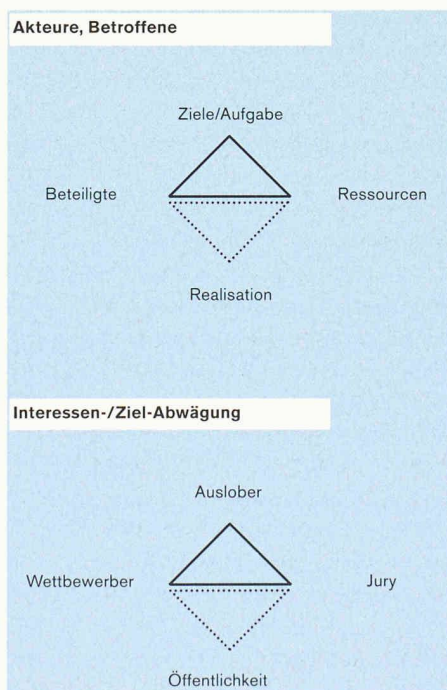 Akteure, Betroffene
Ziele/Aufgabe
Beteiligte Ressourcen
Realisation
Interessen-/Ziel-Abwägung
Auslober
Wettbewerber Jury
Öffentlichkeit